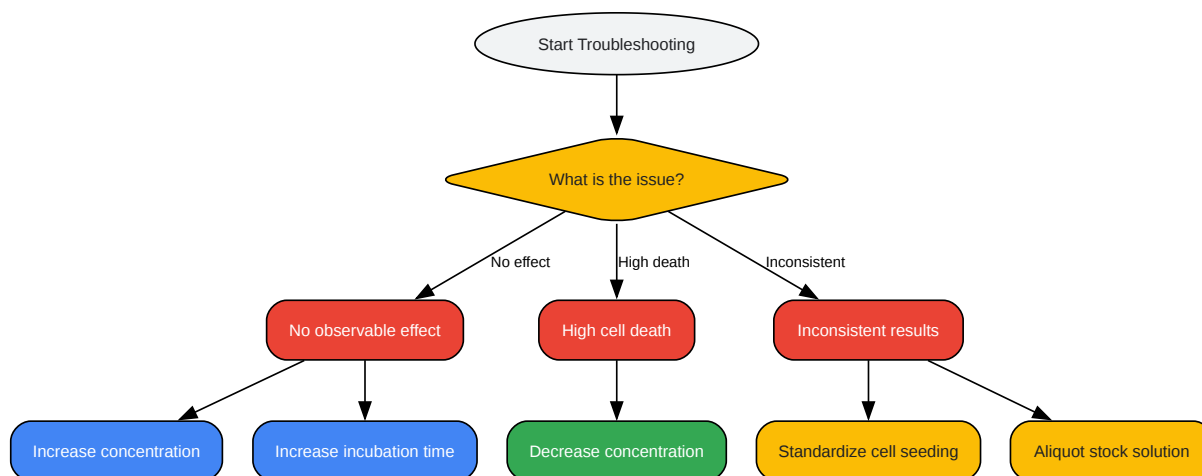 Start Troubleshooting
What is the issue?
No effect
High death
Inconsistent
No observable effect
High cell death
Inconsistent results
Increase concentration
Increase incubation time
Decrease concentration
Standardize cell seeding
Aliquot stock solution